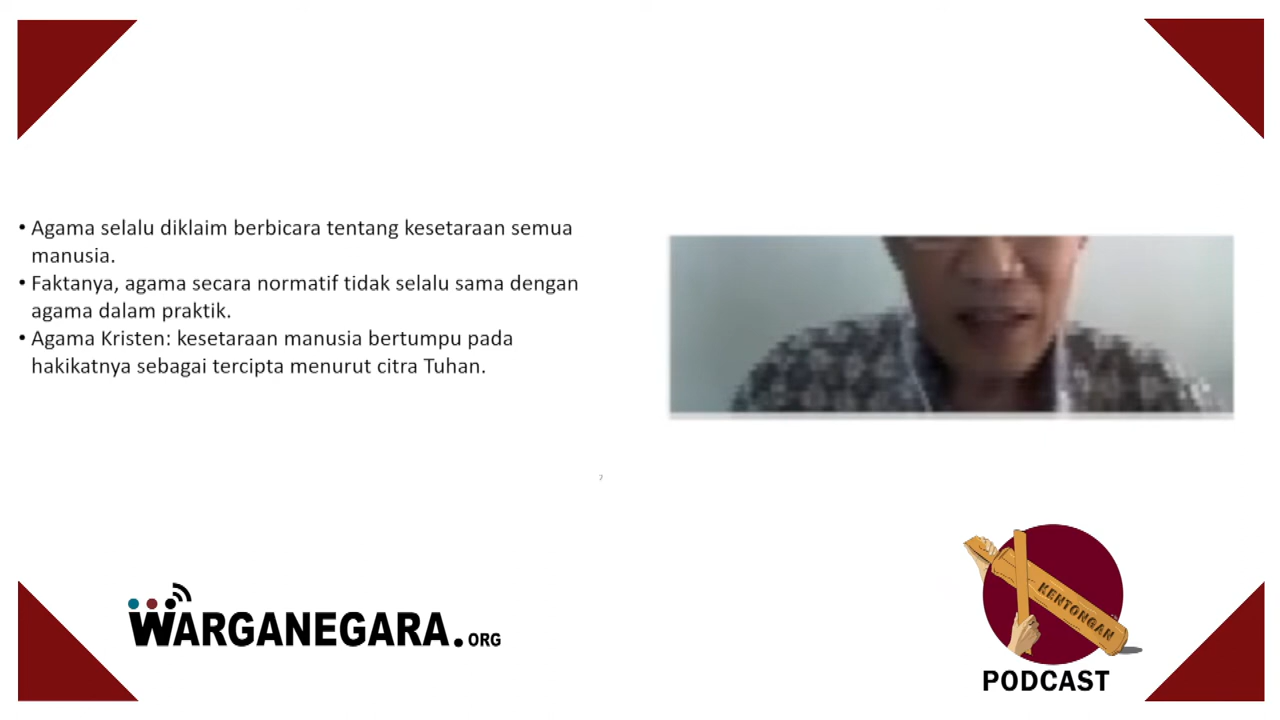 • Agama selalu diklaim berbicara tentang kesetaraan semua
manusia.
• Faktanya, agama secara normatif tidak selalu sama dengan
agama dalam praktik.
• Agama Kristen: kesetaraan manusia bertumpu pada
hakikatnya sebagai tercipta menurut citra Tuhan.
7
WARGANEGARA.ORG
KENTONGAN
PODCAST